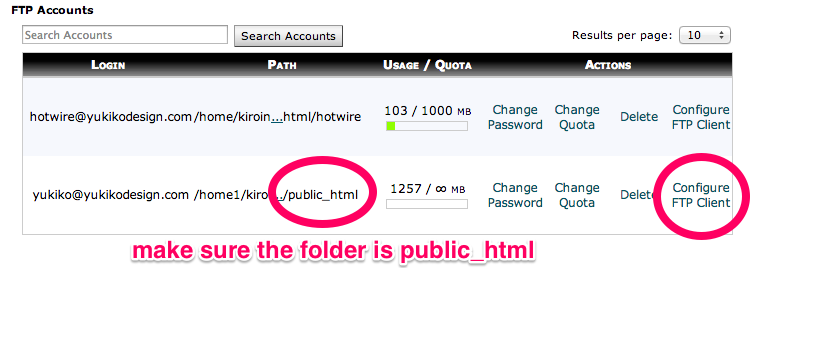 FTP Accounts
Search Accounts Search Accounts Results per page: 10
LOGIN PATH USAGE / QUOTA ACTIONS
hotwire@yukikodesign.com /home/kiroin...html/hotwire 103 / 1000 MB Change Password Change Quota Delete Configure FTP Client
yukiko@yukikodesign.com /home1/kiro ../public_html 1257 / ∞ MB Change Password Change Quota Delete Configure FTP Client
make sure the folder is public_html